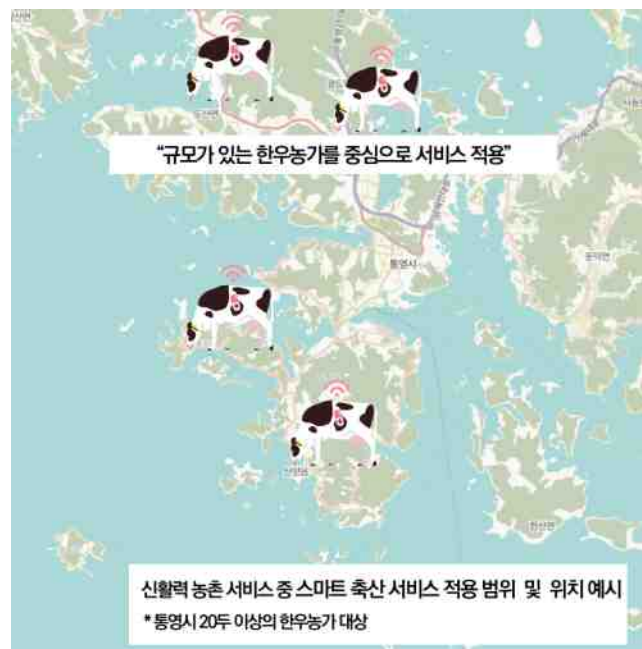 "규모가 있는 한우농가를 중심으로 서비스 적용"
통영시
한산면
신활력 농촌 서비스 중 스마트 축산 서비스 적용 범위 및 위치 예시
* 통영시 20두 이상의 한우농가 대상